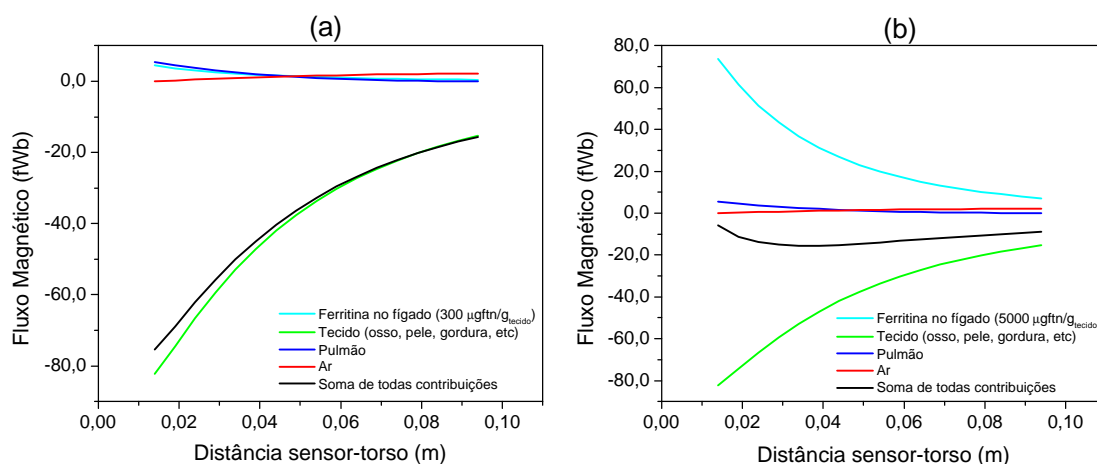 (a)
Fluxo Magnético (fWb)
0,0
-20,0
-40,0
-60,0
-80,0
0,00 0,02 0,04 0,06 0,08 0,10
Distância sensor-torso (m)
Ferritina no fígado (300 µgftn/gtecido)
Tecido (osso, pele, gordura, etc)
Pulmão
Ar
Soma de todas contribuições
(b)
Fluxo Magnético (fWb)
80,0
60,0
40,0
20,0
0,0
-20,0
-40,0
-60,0
-80,0
0,00 0,02 0,04 0,06 0,08 0,10
Distância sensor-torso (m)
Ferritina no fígado (5000 µgftn/gtecido
Tecido (osso, pele, gordura, etc)
Pulmão
Ar
Soma de todas contribuições